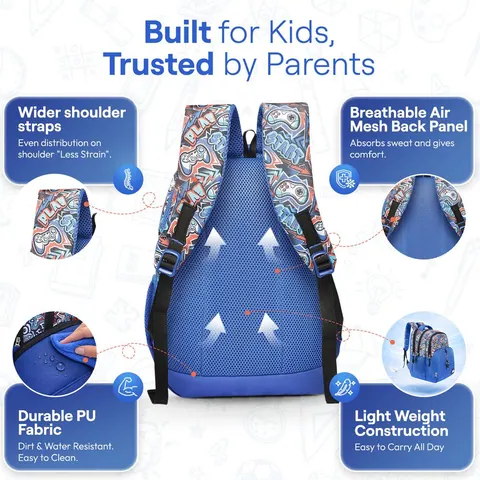 Built for Kids,
Trusted by Parents
Wider shoulder
straps
Even distribution on
shoulder "Less Strain".
Breathable Air
Mesh Back Panel
Absorbs sweat and gives
comfort.
PLAY
PLAY
Durable PU
Fabric
Dirt & Water Resistant.
Easy to Clean.
Light Weight
Construction
Easy to Carry All Day